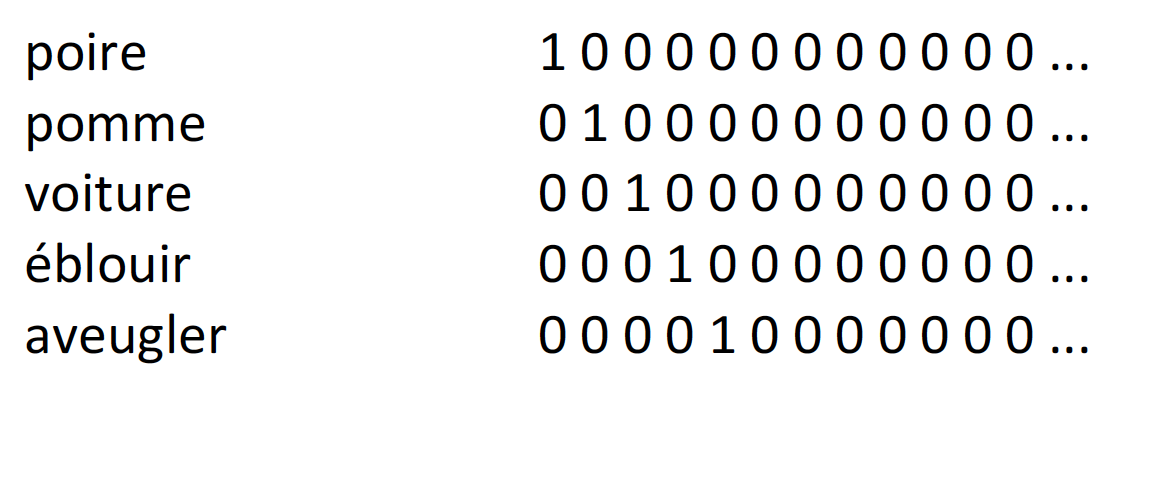 poire 1 0 0 0 0 0 0 0 0 0 0 0 ...
pomme 0 1 0 0 0 0 0 0 0 0 0 0 ...
voiture 0 0 1 0 0 0 0 0 0 0 0 0 ...
éblouir 0 0 0 1 0 0 0 0 0 0 0 0 ...
aveugler 0 0 0 0 1 0 0 0 0 0 0 0 ...